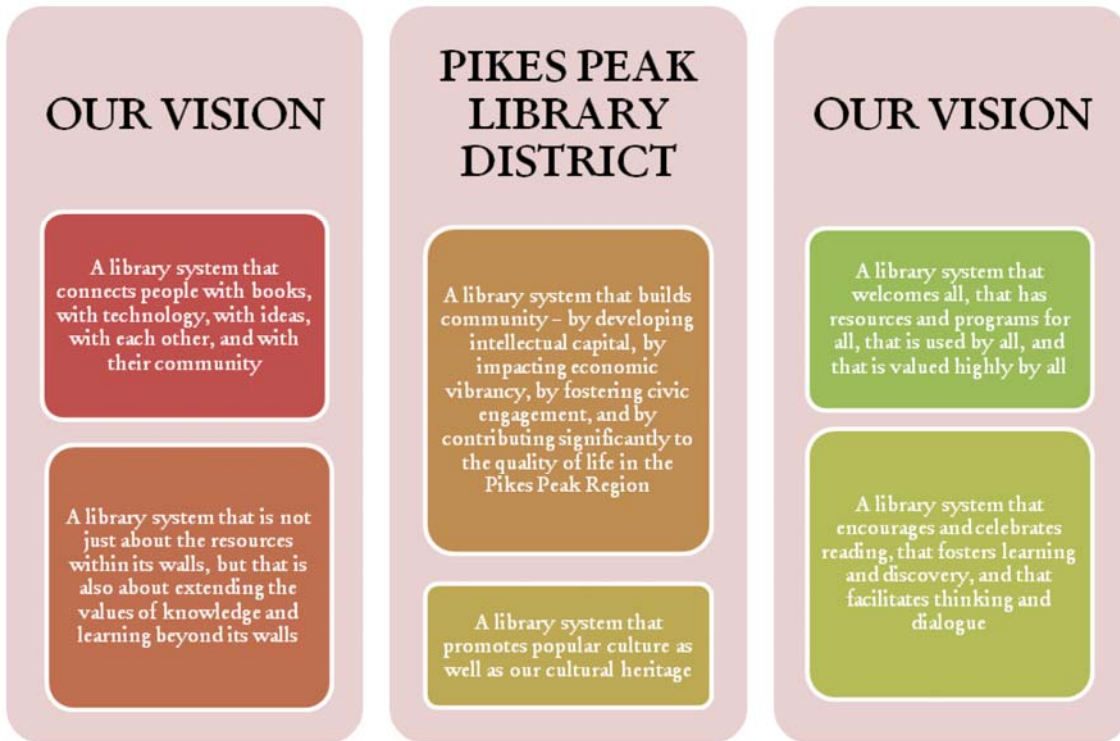 OUR VISION
A library system that
connects people with books,
with technology, with ideas,
with each other, and with
their community
A library system that is not
just about the resources
within its walls, but that is
also about extending the
values of knowledge and
learning beyond its walls
PIKES PEAK
LIBRARY
DISTRICT
A library system that builds
community – by developing
intellectual capital, by
impacting economic
vibrancy, by fostering civic
engagement, and by
contributing significantly to
the quality of life in the
Pikes Peak Region
A library system that
promotes popular culture as
well as our cultural heritage
OUR VISION
A library system that
welcomes all, that has
resources and programs for
all, that is used by all, and
that is valued highly by all
A library system that
encourages and celebrates
reading, that fosters learning
and discovery, and that
facilitates thinking and
dialogue